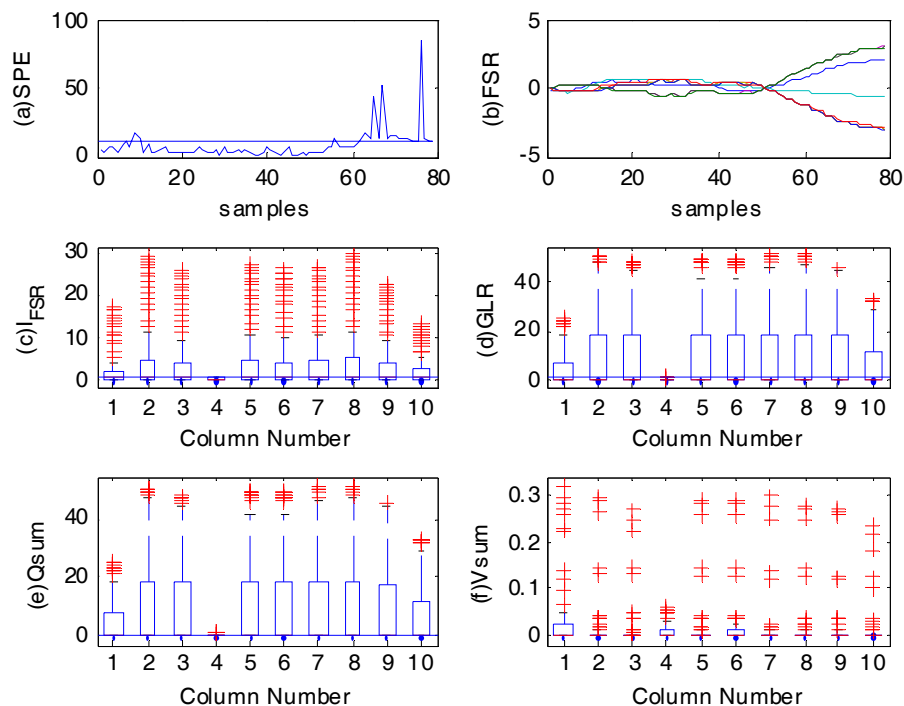 100
50
0
(a)SPE
0 20 40 60 80
samples
5
0
-5
(b)FSR
0 20 40 60 80
samples
30
20
10
0
(c)I_FSR
1 2 3 4 5 6 7 8 9 10
Column Number
40
20
0
(d)GLR
1 2 3 4 5 6 7 8 9 10
Column Number
40
20
0
(e)Qsum
1 2 3 4 5 6 7 8 9 10
Column Number
0.3
0.2
0.1
0
(f)Vsum
1 2 3 4 5 6 7 8 9 10
Column Number